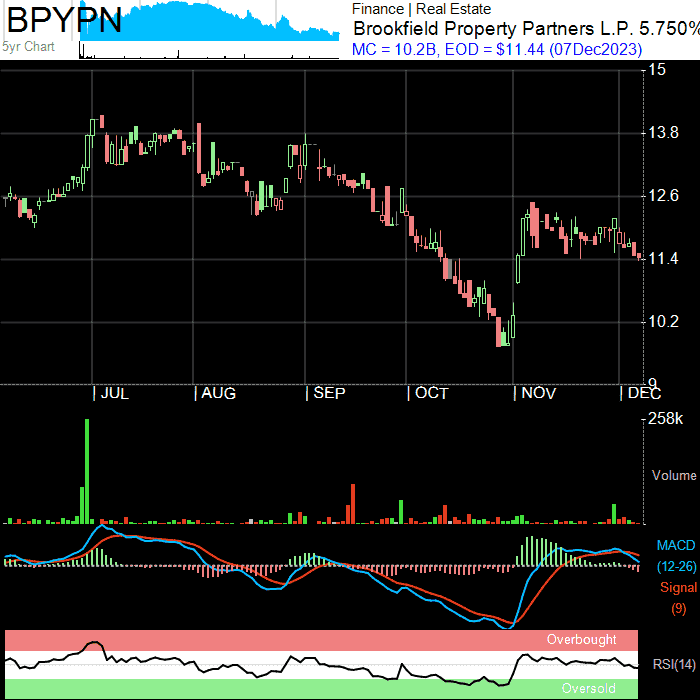 BPYPN
5yr Chart
Finance | Real Estate
Brookfield Property Partners L.P. 5.750%
MC = 10.2B, EOD = $11.44 (07Dec2023)
15
13.8
12.6
11.4
10.2
9
JUL
AUG
SEP
OCT
NOV
DEC
258k
Volume
MACD
(12-26)
Signal
(9)
Overbought
RSI(14)
Oversold